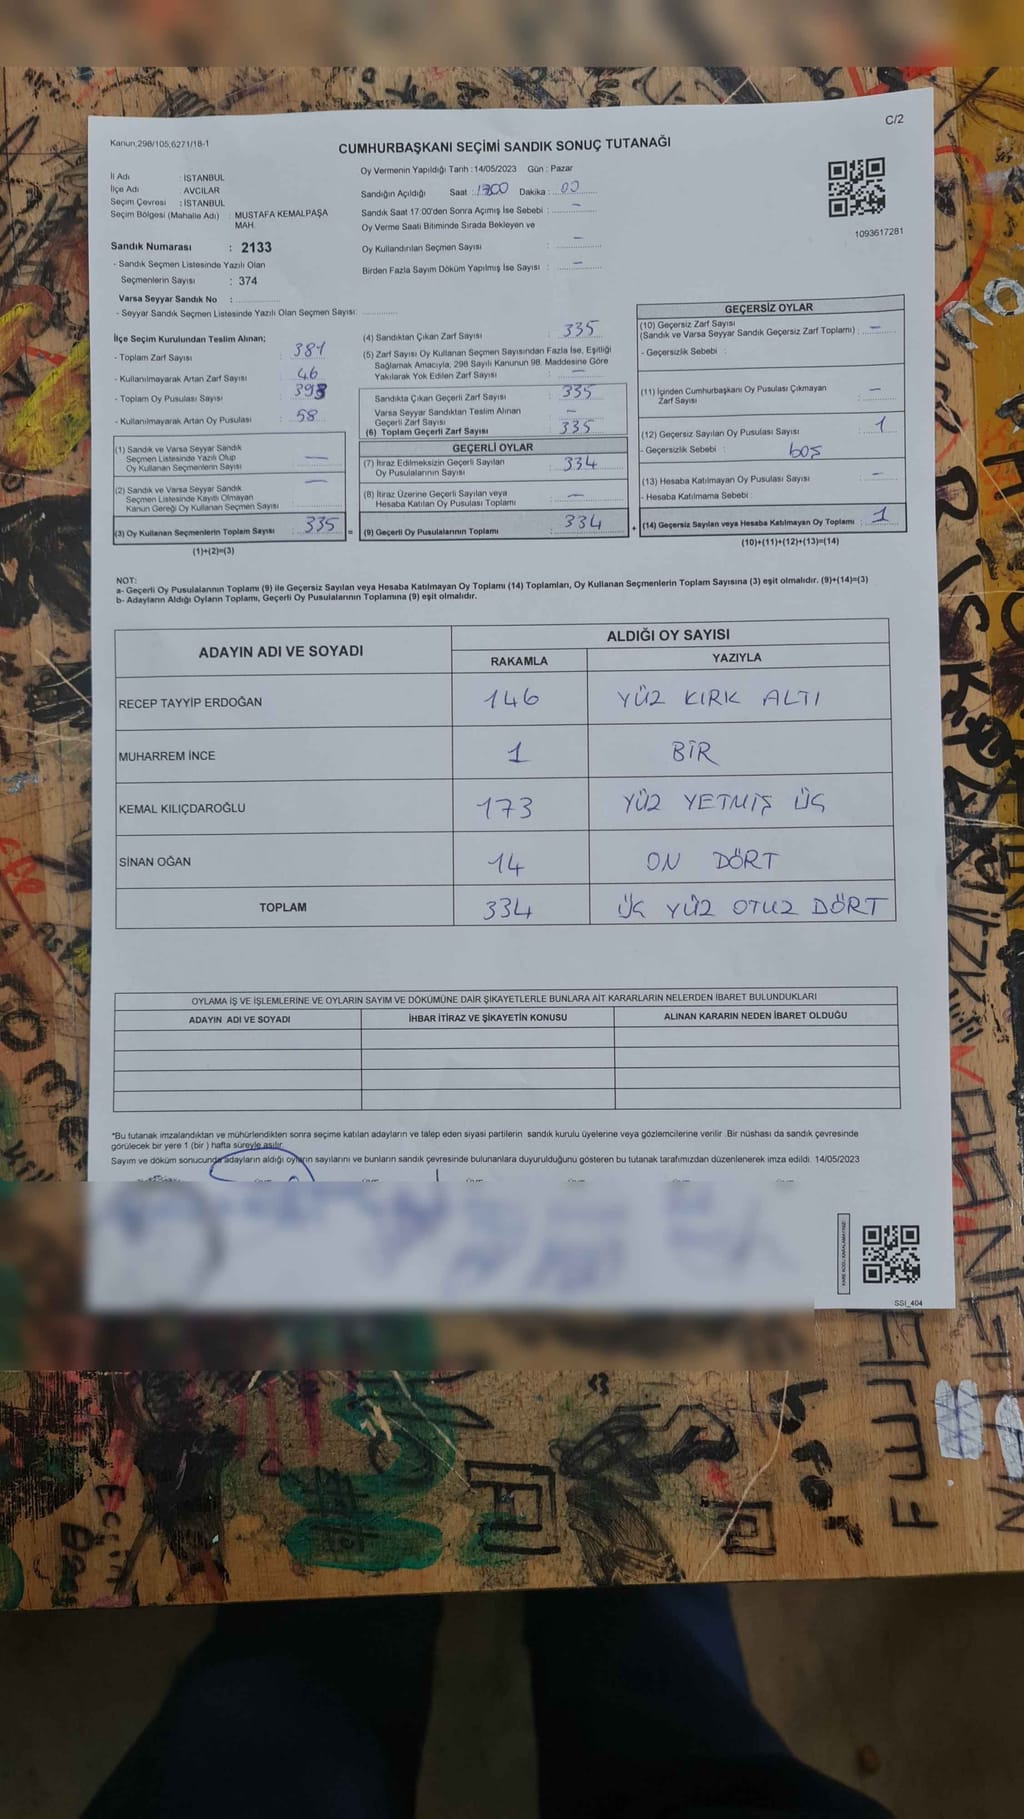 C/2
Kanun;298/105,6271/18-1
CUMHURBAŞKANI SEÇİMİ SANDIK SONUÇ TUTANAĞI
İl Adı : İSTANBUL
İlçe Adı : AVCILAR
Seçim Çevresi : İSTANBUL
Seçim Bölgesi (Mahalle Adı) : MUSTAFA KEMALPAŞA
MAH.
Sandık Numarası : 2133
- Sandık Seçmen Listesinde Yazılı Olan
Seçmenlerin Sayısı : 374
Varsa Seyyar Sandık No :
- Seyyar Sandık Seçmen Listesinde Yazılı Olan Seçmen Sayısı:
Oy Vermenin Yapıldığı Tarih : 14/05/2023 Gün : Pazar
Sandığın Açıldığı Saat : 1700 Dakika : 00
Sandık Saat 17:00'den Sonra Açımış İse Sebebi : –
Oy Verme Saati Bitiminde Sırada Bekleyen ve
Oy Kullandırılan Seçmen Sayısı : –
Birden Fazla Sayım Döküm Yapılmış İse Sayısı : –
1093617281
İlçe Seçim Kurulundan Teslim Alınan;
- Toplam Zarf Sayısı : 381
- Kullanılmayarak Artan Zarf Sayısı : 46
- Toplam Oy Pusulası Sayısı : 393
- Kullanılmayarak Artan Oy Pusulası : 58
(1) Sandık ve Varsa Seyyar Sandık
Seçmen Listesinde Yazılı Olup
Oy Kullanan Seçmenlerin Sayısı : —
(2) Sandık ve Varsa Seyyar Sandık
Seçmen Listesinde Kayıtlı Olmayan
Kanun Gereği Oy Kullanan Seçmen Sayısı : —
(3) Oy Kullanan Seçmenlerin Toplam Sayısı : 335 =
(1)+(2)=(3)
(4) Sandıktan Çıkan Zarf Sayısı : 335
(5) Zarf Sayısı Oy Kullanan Seçmen Sayısından Fazla İse, Eşitliği
Sağlamak Amacıyla, 298 Sayılı Kanunun 98. Maddesine Göre
Yakılarak Yok Edilen Zarf Sayısı : —
Sandıkta Çıkan Geçerli Zarf Sayısı : 335
Varsa Seyyar Sandıktan Teslim Alınan
Geçerli Zarf Sayısı : –
(6) Toplam Geçerli Zarf Sayısı : 335
GEÇERLİ OYLAR
(7) İtiraz Edilmeksizin Geçerli Sayılan
Oy Pusulalarının Sayısı : 334
(8) İtiraz Üzerine Geçerli Sayılan veya
Hesaba Katılan Oy Pusulası Toplamı : —
(9) Geçerli Oy Pusulalarının Toplamı : 334 +
GEÇERSİZ OYLAR
(10) Geçersiz Zarf Sayısı
(Sandık ve Varsa Seyyar Sandık Geçersiz Zarf Toplamı) : –
- Geçersizlik Sebebi :
(11) İçinden Cumhurbaşkanı Oy Pusulası Çıkmayan
Zarf Sayısı : –
(12) Geçersiz Sayılan Oy Pusulası Sayısı : 1
- Geçersizlik Sebebi : boş
(13) Hesaba Katılmayan Oy Pusulası Sayısı : –
- Hesaba Katılmama Sebebi :
(14) Geçersiz Sayılan veya Hesaba Katılmayan Oy Toplamı : 1
(10)+(11)+(12)+(13)=(14)
NOT:
a- Geçerli Oy Pusulalarının Toplamı (9) ile Geçersiz Sayılan veya Hesaba Katılmayan Oy Toplamı (14) Toplamları, Oy Kullanan Seçmenlerin Toplam Sayısına (3) eşit olmalıdır. (9)+(14)=(3)
b- Adayların Aldığı Oyların Toplamı, Geçerli Oy Pusulalarının Toplamına (9) eşit olmalıdır.
ADAYIN ADI VE SOYADI
ALDIĞI OY SAYISI
RAKAMLA YAZIYLA
RECEP TAYYİP ERDOĞAN 146 YÜZ KIRK ALTI
MUHARREM İNCE 1 BİR
KEMAL KILIÇDAROĞLU 173 YÜZ YETMİŞ ÜÇ
SİNAN OĞAN 14 ON DÖRT
TOPLAM 334 ÜÇ YÜZ OTUZ DÖRT
OYLAMA İŞ VE İŞLEMLERİNE VE OYLARIN SAYIM VE DÖKÜMÜNE DAİR ŞİKAYETLERLE BUNLARA AİT KARARLARIN NELERDEN İBARET BULUNDUKLARI
ADAYIN ADI VE SOYADI İHBAR İTİRAZ VE ŞİKAYETİN KONUSU ALINAN KARARIN NEDEN İBARET OLDUĞU
*Bu tutanak imzalandıktan ve mühürlendikten sonra seçime katılan adayların ve talep eden siyasi partilerin sandık kurulu üyelerine veya gözlemcilerine verilir. Bir nüshası da sandık çevresinde
görülecek bir yere 1 (bir ) hafta süreyle asılır.
Sayım ve döküm sonucunda adayların aldığı oyların sayılarını ve bunların sandık çevresinde bulunanlara duyurulduğunu gösteren bu tutanak tarafımızdan düzenlenerek imza edildi. 14/05/2023
SSI_404